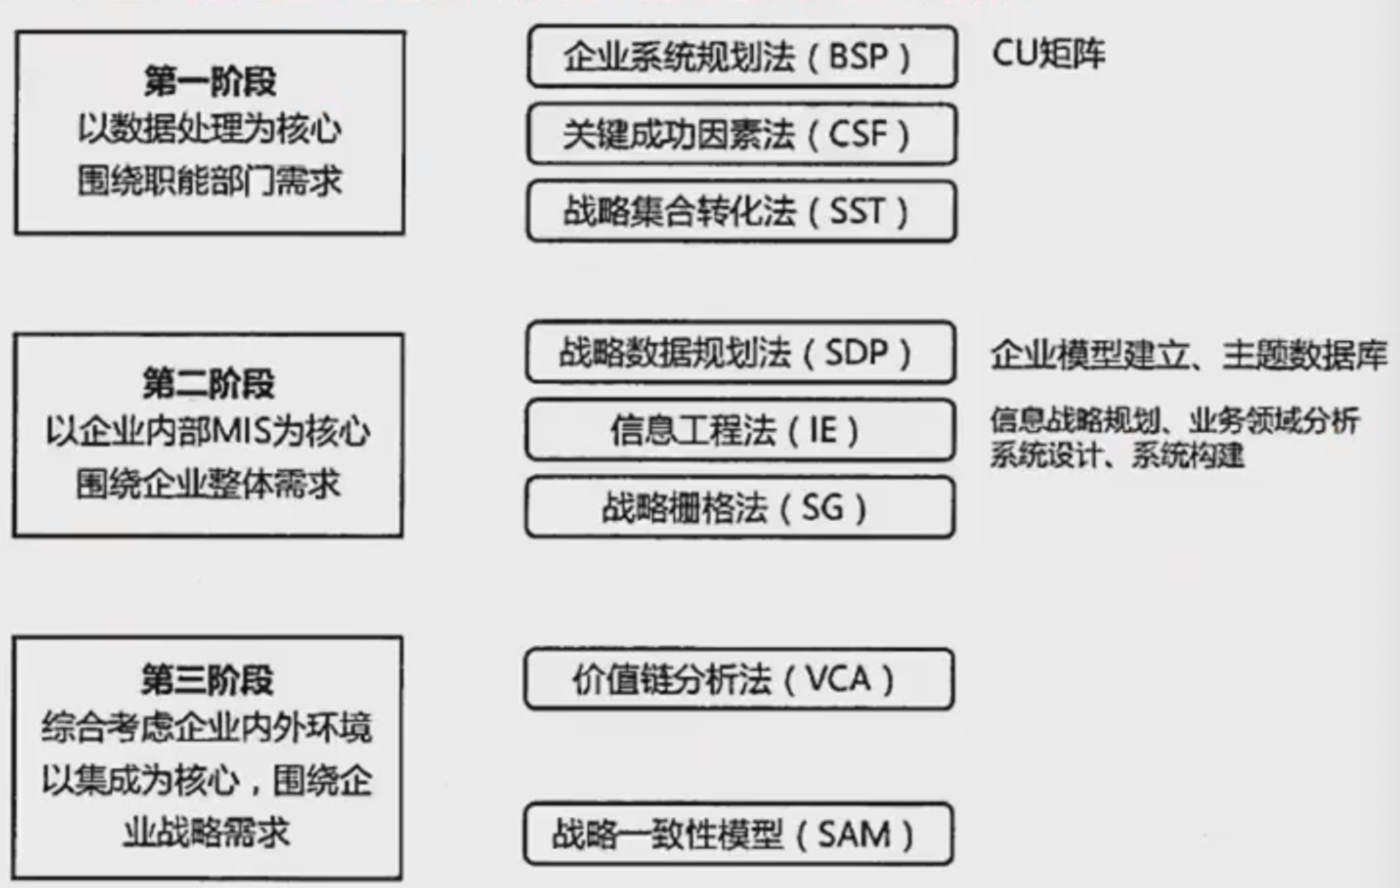 第一阶段
以数据处理为核心
围绕职能部门需求
企业系统规划法（BSP）
CU矩阵
关键成功因素法（CSF）
战略集合转化法（SST）
第二阶段
以企业内部MIS为核心
围绕企业整体需求
战略数据规划法（SDP）
企业模型建立、主题数据库
信息工程法（IE）
信息战略规划、业务领域分析
系统设计、系统构建
战略栅格法（SG）
第三阶段
综合考虑企业内外环境
以集成为核心，围绕企
业战略需求
价值链分析法（VCA）
战略一致性模型（SAM）